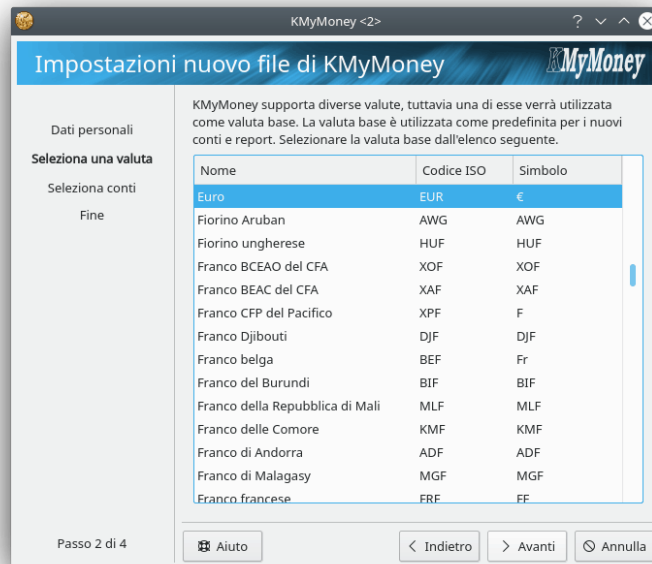 KMyMoney <2>
Impostazioni nuovo file di KMyMoney
KMyMoney
Dati personali
Seleziona una valuta
Seleziona conti
Fine
KMyMoney supporta diverse valute, tuttavia una di esse verrà utilizzata
come valuta base. La valuta base è utilizzata come predefinita per i nuovi
conti e report. Selezionare la valuta base dall'elenco seguente.
Nome Codice ISO Simbolo
Euro EUR €
Fiorino Aruban AWG AWG
Fiorino ungherese HUF HUF
Franco BCEAO del CFA XOF XOF
Franco BEAC del CFA XAF XAF
Franco CFP del Pacifico XPF F
Franco Djibouti DJF DJF
Franco belga BEF Fr
Franco del Burundi BIF BIF
Franco della Repubblica di Mali MLF MLF
Franco delle Comore KMF KMF
Franco di Andorra ADF ADF
Franco di Malagasy MGF MGF
Franco francese FRF FF
Passo 2 di 4
Aiuto
Indietro
Avanti
Annulla